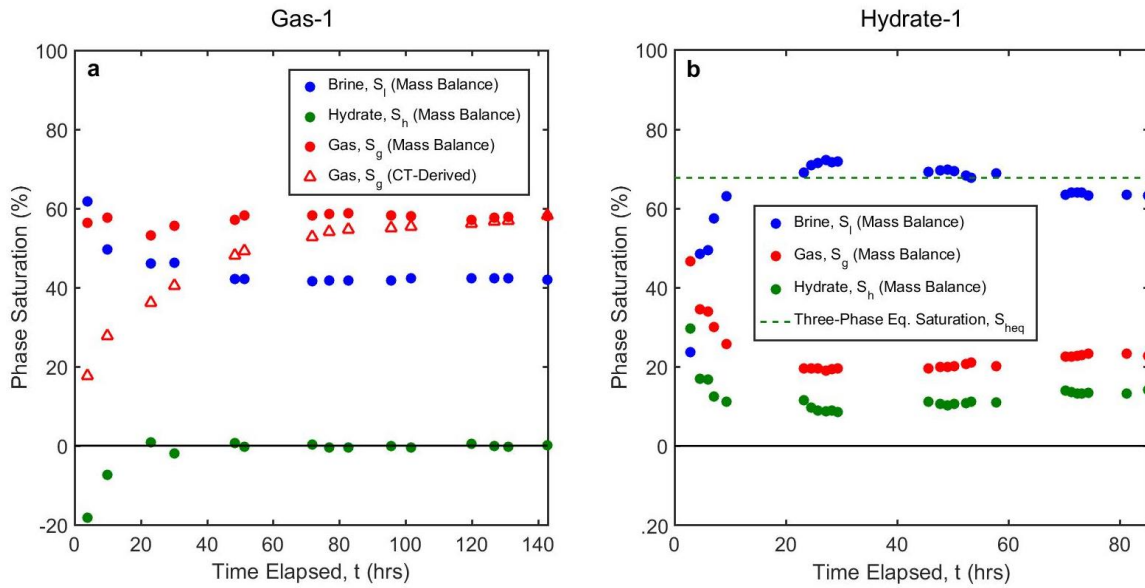 Gas-1
a
Brine, S_l (Mass Balance)
Hydrate, S_h (Mass Balance)
Gas, S_g (Mass Balance)
Gas, S_g (CT-Derived)
Phase Saturation (%)
100
80
60
40
20
0
-20
0 20 40 60 80 100 120 140
Time Elapsed, t (hrs)
Hydrate-1
b
Brine, S_l (Mass Balance)
Gas, S_g (Mass Balance)
Hydrate, S_h (Mass Balance)
Three-Phase Eq. Saturation, S_heq
Phase Saturation (%)
100
80
60
40
20
0
.20
0 20 40 60 80
Time Elapsed, t (hrs)